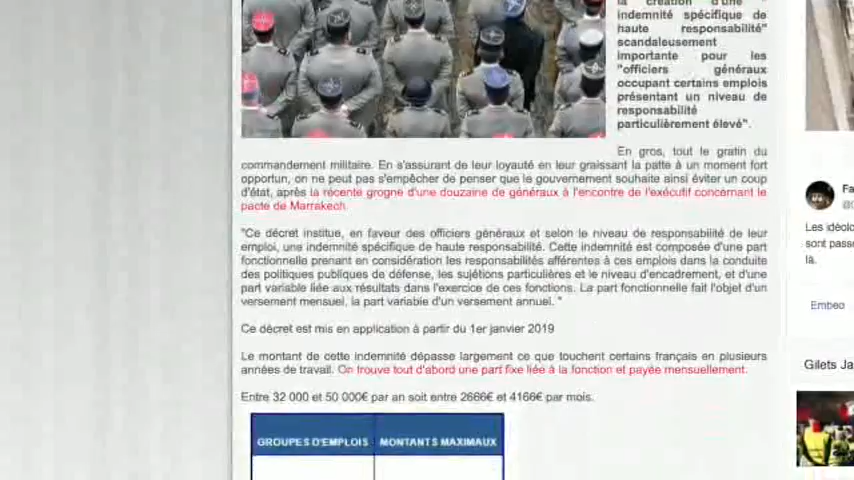 la création d'une "
indemnité spécifique de
haute responsabilité"
scandaleusement
importante pour les
"officiers généraux
occupant certains emplois
présentant un niveau de
responsabilité
particulièrement élevé".
En gros, tout le gratin du
commandement militaire. En s'assurant de leur loyauté en leur graissant la patte à un moment fort
opportun, on ne peut pas s'empêcher de penser que le gouvernement souhaite ainsi éviter un coup
d'état, après la récente grogne d'une douzaine de généraux à l'encontre de l'exécutif concernant le
pacte de Marrakech.
"Ce décret institue, en faveur des officiers généraux et selon le niveau de responsabilité de leur
emploi, une indemnité spécifique de haute responsabilité. Cette indemnité est composée d'une part
fonctionnelle prenant en considération les responsabilités afférentes à ces emplois dans la conduite
des politiques publiques de défense, les sujétions particulières et le niveau d'encadrement, et d'une
part variable liée aux résultats dans l'exercice de ces fonctions. La part fonctionnelle fait l'objet d'un
versement mensuel, la part variable d'un versement annuel. "
Ce décret est mis en application à partir du 1er janvier 2019
Le montant de cette indemnité dépasse largement ce que touchent certains français en plusieurs
années de travail. On trouve tout d'abord une part fixe liée à la fonction et payée mensuellement.
Entre 32 000 et 50 000€ par an soit entre 2666€ et 4166€ par mois.
GROUPES D'EMPLOIS MONTANTS MAXIMAUX
Fa
Les idéolo
sont passe
là.
Embed
Gilets Ja